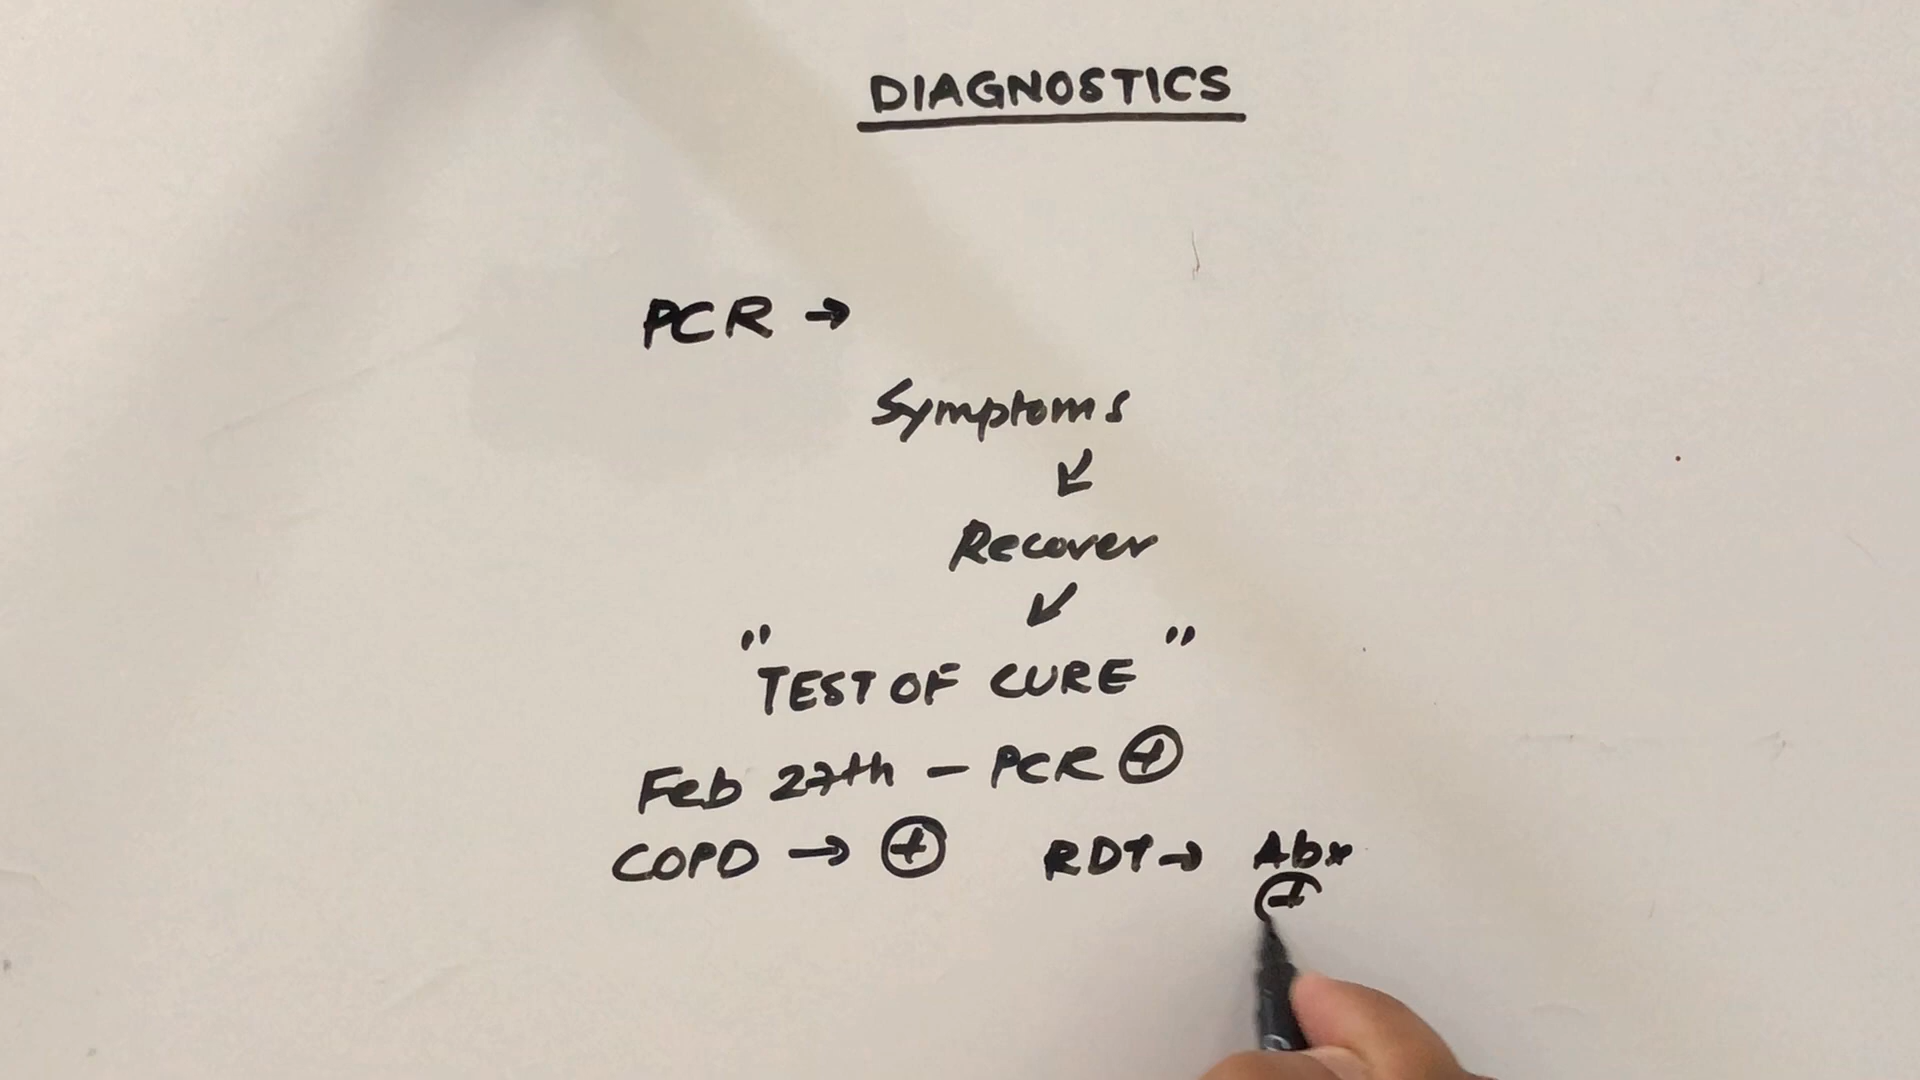 DIAGNOSTICS
PCR →
Symptoms
↙
Recover
↙
"TEST OF CURE"
Feb 27th — PCR ⊕
COPD → ⊕ RDT → Abx
⊕